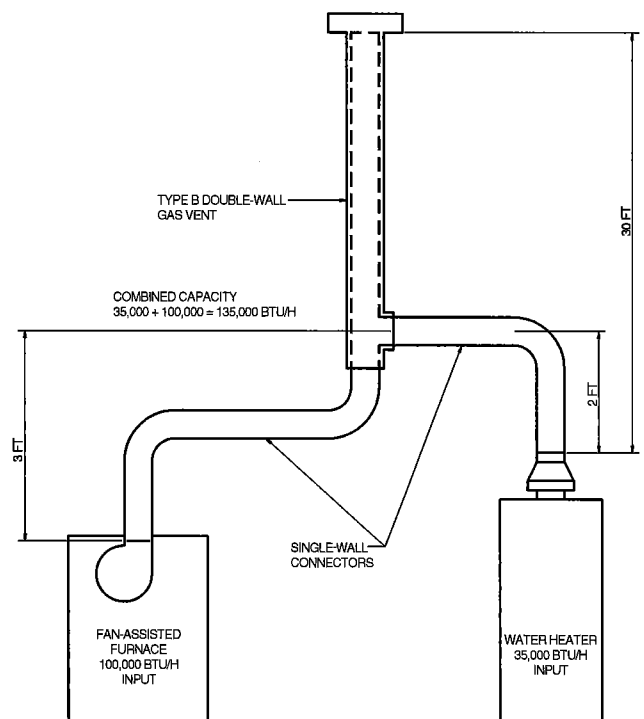 TYPE B DOUBLE-WALL
GAS VENT
30 FT
COMBINED CAPACITY
35,000 + 100,000 = 135,000 BTU/H
3 FT
2 FT
SINGLE-WALL
CONNECTORS
FAN-ASSISTED
FURNACE
100,000 BTU/H
INPUT
WATER HEATER
35,000 BTU/H
INPUT